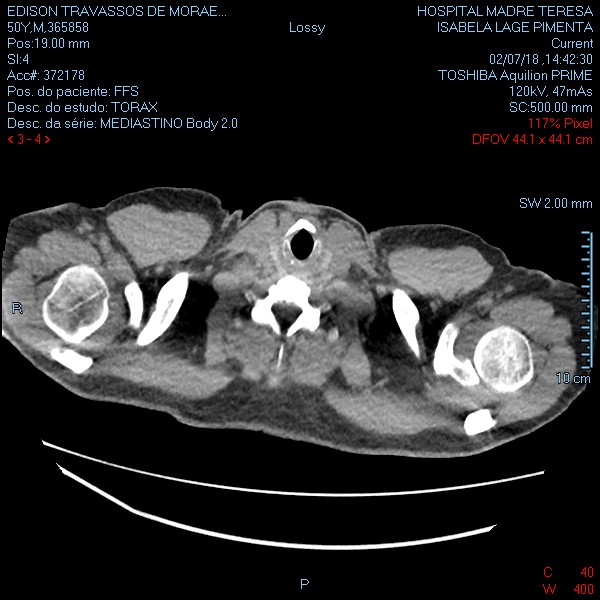 EDISON TRAVASSOS DE MORAE...
50Y,M,365858
Pos:19.00 mm
SI:4
Acc#: 372178
Pos. do paciente: FFS
Desc. do estudo: TORAX
Desc. da série: MEDIASTINO Body 2.0
< 3 - 4 >
Lossy
HOSPITAL MADRE TERESA
ISABELA LAGE PIMENTA
Current
02/07/18 ,14:42:30
TOSHIBA Aquilion PRIME
120kV, 47mAs
SC:500.00 mm
117% Pixel
DFOV 44.1 x 44.1 cm
SW 2.00 mm
R
10 cm
P
C 40
W 400